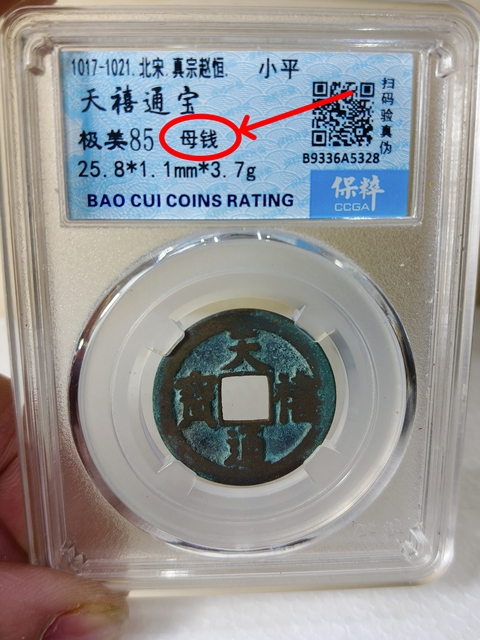 1017-1021.北宋.真宗赵恒. 小平
天禧通宝
极美85 母钱
25.8*1.1mm*3.7g
BAO CUI COINS RATING
扫码验真伪
B9336A5328
保粹
CCGA
天禧通寳